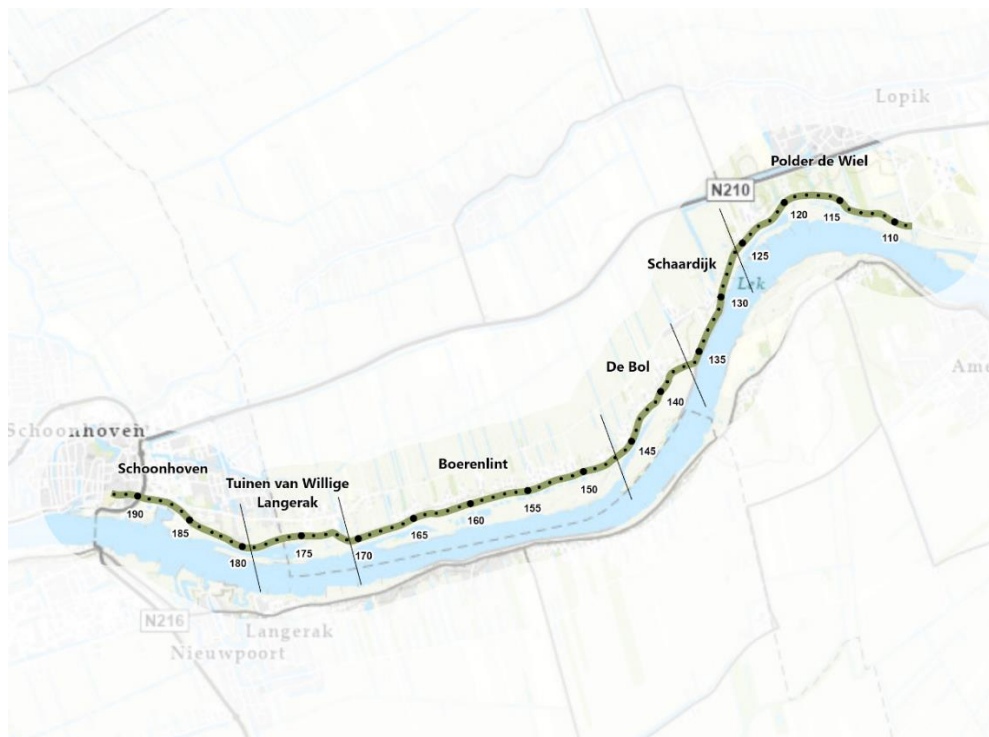 Lopik
Polder de Wiel
N210
120
115
110
125
Schaardijk
Lek
130
135
De Bol
Ame
140
145
Schoonhoven
Boerenlint
Schoonhoven
Tuinen van Willige
Langerak
150
155
160
190
165
185
170
175
180
N216
Langerak
Nieuwpoort